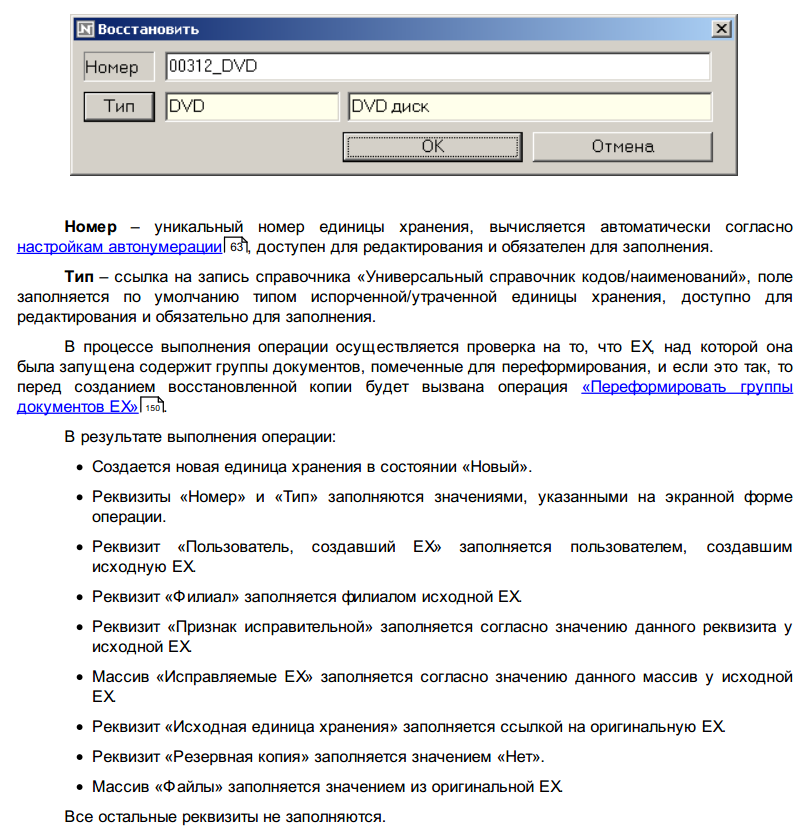 Восстановить
Номер 00312_DVD
Тип DVD DVD диск
OK Отмена
Номер – уникальный номер единицы хранения, вычисляется автоматически согласно
настройкам автонумерации 63, доступен для редактирования и обязателен для заполнения.
Тип – ссылка на запись справочника «Универсальный справочник кодов/наименований», поле
заполняется по умолчанию типом испорченной/утраченной единицы хранения, доступно для
редактирования и обязательно для заполнения.
В процессе выполнения операции осуществляется проверка на то, что ЕХ, над которой она
была запущена содержит группы документов, помеченные для переформирования, и если это так, то
перед созданием восстановленной копии будет вызвана операция «Переформировать группы
документов ЕХ» 150.
В результате выполнения операции:
• Создается новая единица хранения в состоянии «Новый».
• Реквизиты «Номер» и «Тип» заполняются значениями, указанными на экранной форме
операции.
• Реквизит «Пользователь, создавший ЕХ» заполняется пользователем, создавшим
исходную ЕХ.
• Реквизит «Филиал» заполняется филиалом исходной ЕХ.
• Реквизит «Признак исправительной» заполняется согласно значению данного реквизита у
исходной ЕХ.
• Массив «Исправляемые ЕХ» заполняется согласно значению данного массив у исходной
ЕХ.
• Реквизит «Исходная единица хранения» заполняется ссылкой на оригинальную ЕХ.
• Реквизит «Резервная копия» заполняется значением «Нет».
• Массив «Файлы» заполняется значением из оригинальной ЕХ.
Все остальные реквизиты не заполняются.